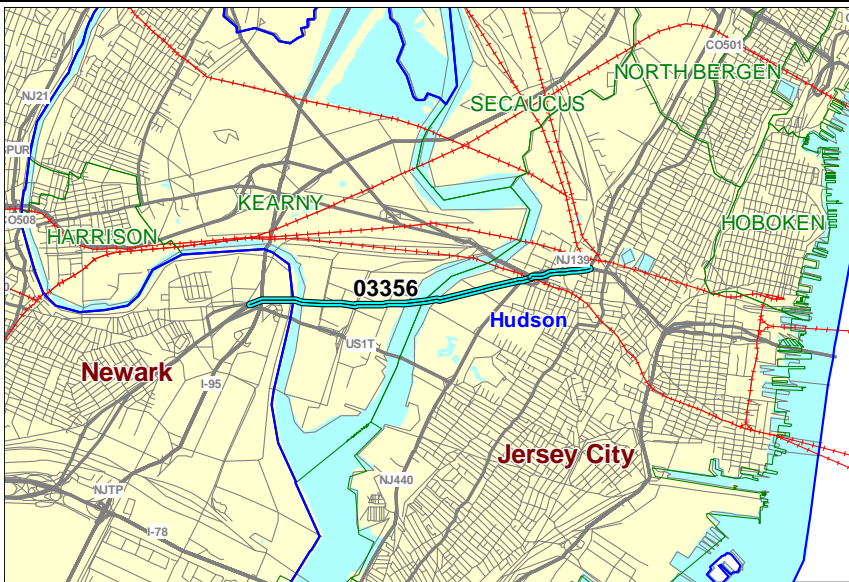 CO501
NORTH BERGEN
NJ21
SECAUCUS
SPUR
KEARNY
CO508
HOBOKEN
HARRISON
NJ139
03356
Hudson
US1T
Newark
I-95
Jersey City
NJ440
NJTP
I-78